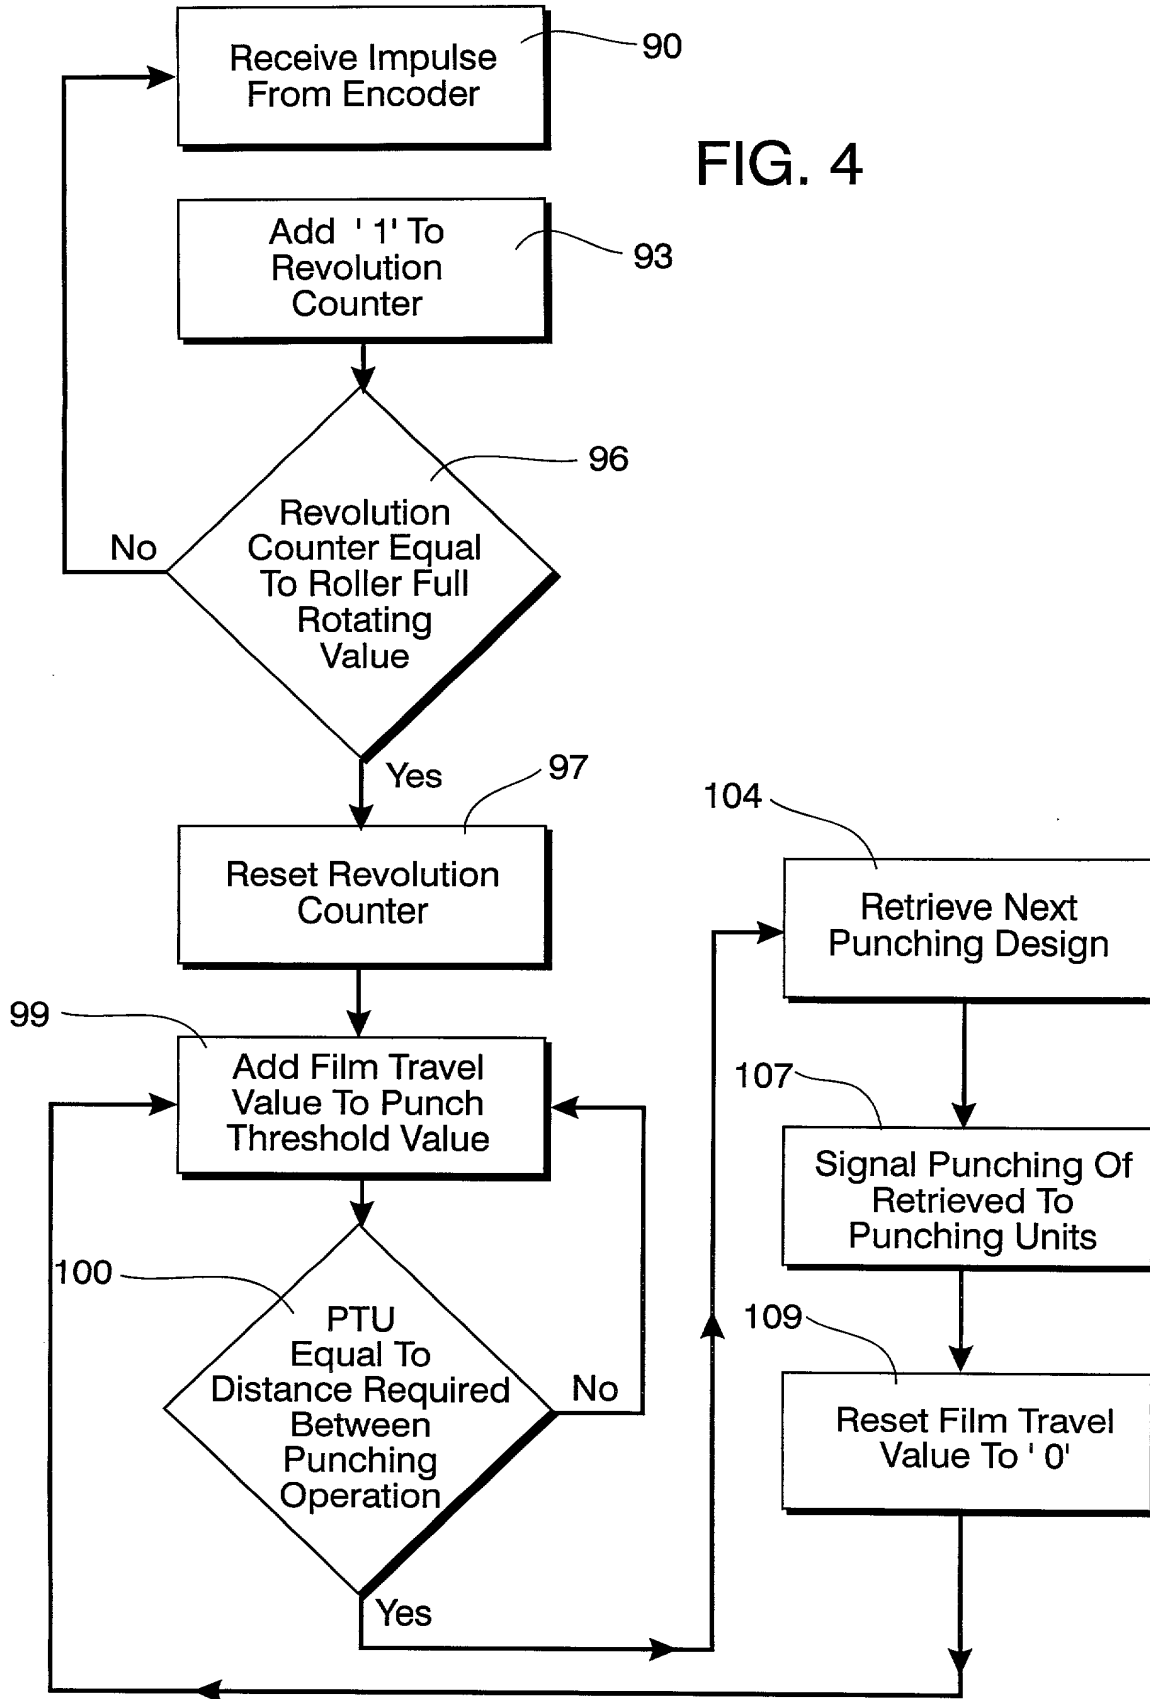 Receive Impulse
From Encoder
90
FIG. 4
Add ' 1' To
Revolution
Counter
93
96
Revolution
Counter Equal
To Roller Full
Rotating
Value
No
Yes
97
Reset Revolution
Counter
99
Add Film Travel
Value To Punch
Threshold Value
100
PTU
Equal To
Distance Required
Between
Punching
Operation
No
Yes
104
Retrieve Next
Punching Design
107
Signal Punching Of
Retrieved To
Punching Units
109
Reset Film Travel
Value To ' 0'